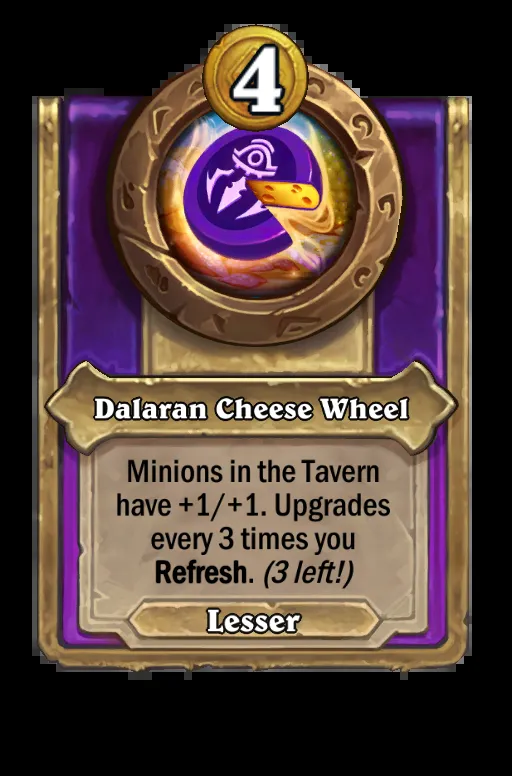 4
Dalaran Cheese Wheel
Minions in the Tavern
have +1/+1. Upgrades
every 3 times you
Refresh. (3 left!)
Lesser